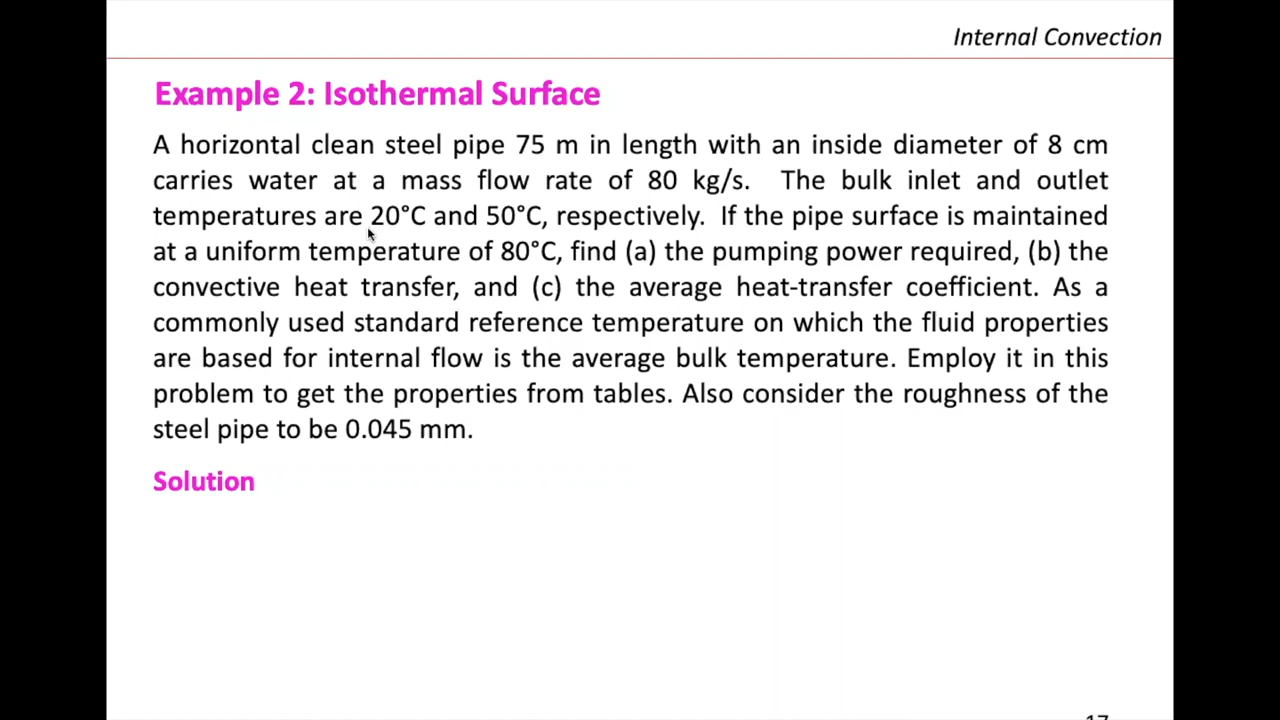 Internal Convection
Example 2: Isothermal Surface
A horizontal clean steel pipe 75 m in length with an inside diameter of 8 cm
carries water at a mass flow rate of 80 kg/s. The bulk inlet and outlet
temperatures are 20°C and 50°C, respectively. If the pipe surface is maintained
at a uniform temperature of 80°C, find (a) the pumping power required, (b) the
convective heat transfer, and (c) the average heat-transfer coefficient. As a
commonly used standard reference temperature on which the fluid properties
are based for internal flow is the average bulk temperature. Employ it in this
problem to get the properties from tables. Also consider the roughness of the
steel pipe to be 0.045 mm.
Solution